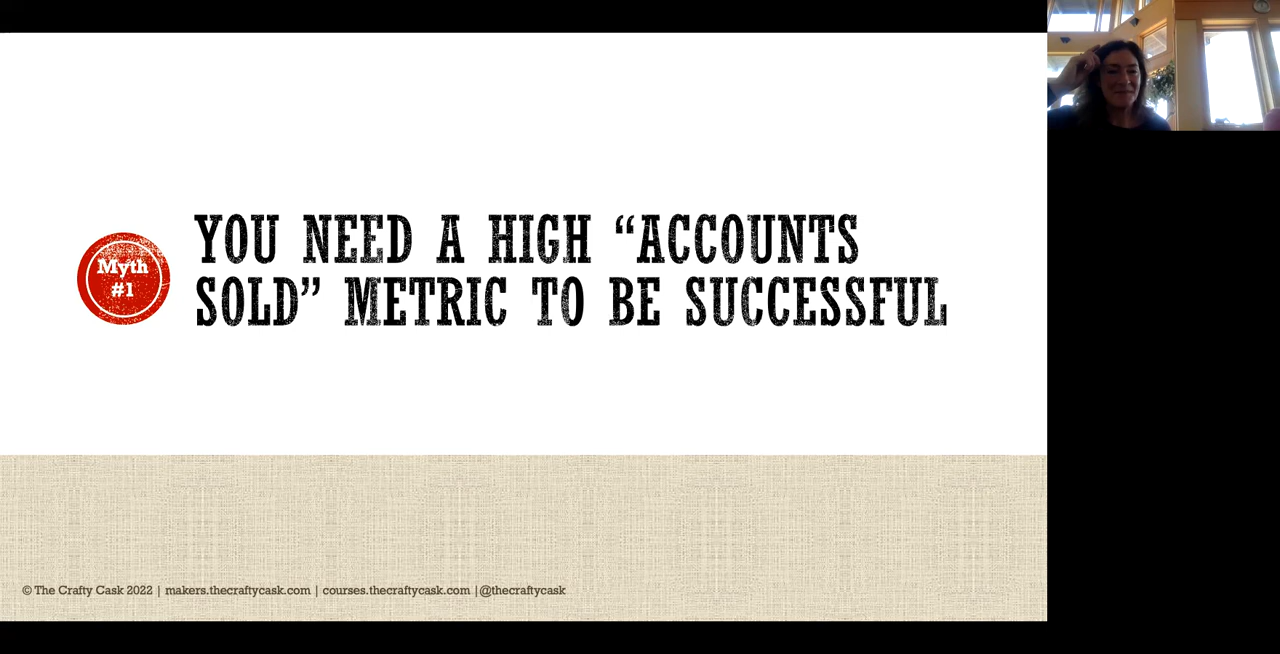 Myth
#1
YOU NEED A HIGH “ACCOUNTS
SOLD” METRIC TO BE SUCCESSFUL
© The Crafty Cask 2022 | makers.thecraftycask.com | courses.thecraftycask.com |@thecraftycask